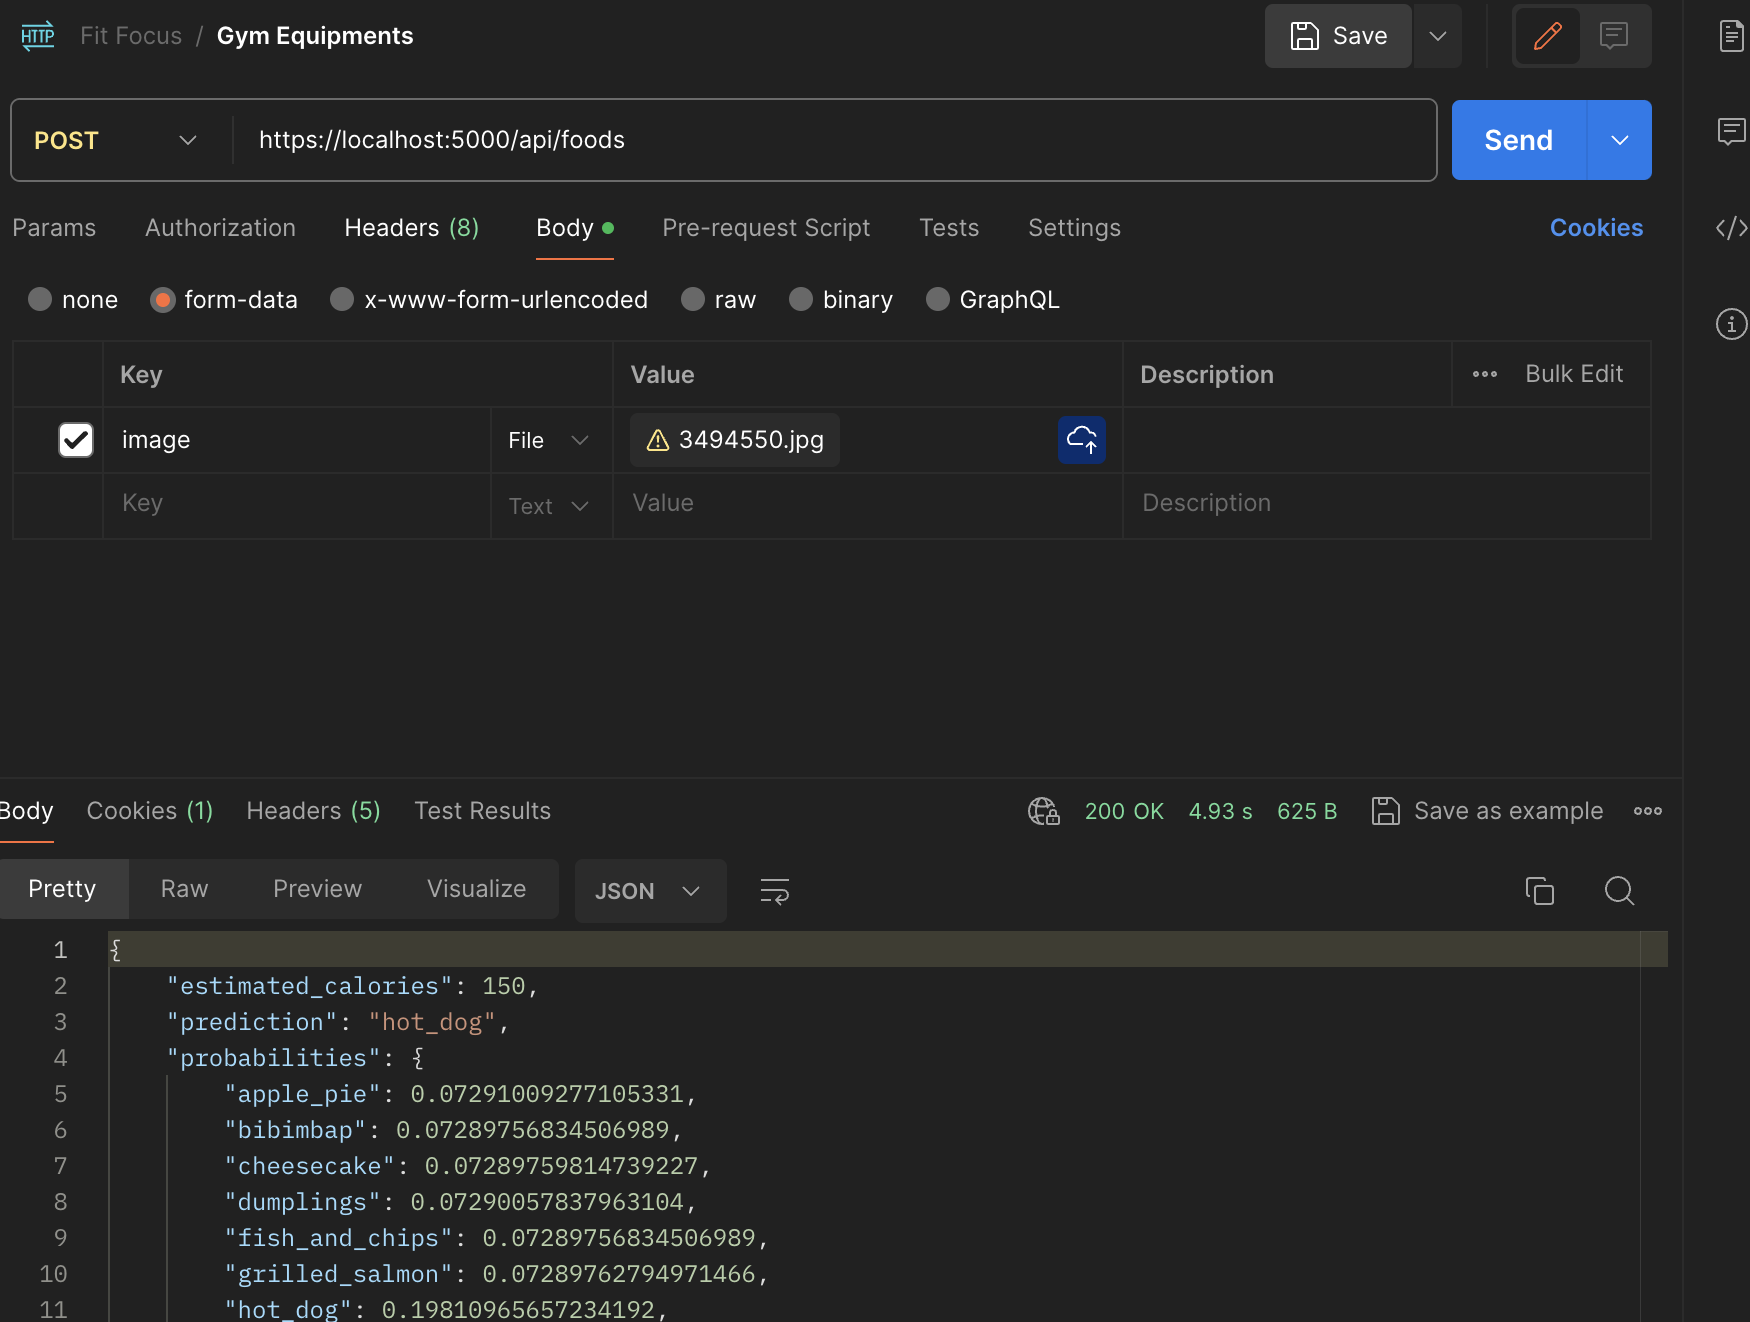 HTTP Fit Focus / Gym Equipments Save
POST https://localhost:5000/api/foods Send
Params Authorization Headers (8) Body Pre-request Script Tests Settings Cookies
none form-data x-www-form-urlencoded raw binary GraphQL
Key Value Description Bulk Edit
image File 3494550.jpg
Key Text Value Description
Body Cookies (1) Headers (5) Test Results 200 OK 4.93 s 625 B Save as example
Pretty Raw Preview Visualize JSON
1 {
2 "estimated_calories": 150,
3 "prediction": "hot_dog",
4 "probabilities": {
5 "apple_pie": 0.07291009277105331,
6 "bibimbap": 0.07289756834506989,
7 "cheesecake": 0.07289759814739227,
8 "dumplings": 0.07290057837963104,
9 "fish_and_chips": 0.07289756834506989,
10 "grilled_salmon": 0.07289762794971466,
11 "hot_dog": 0.19810965657234192,